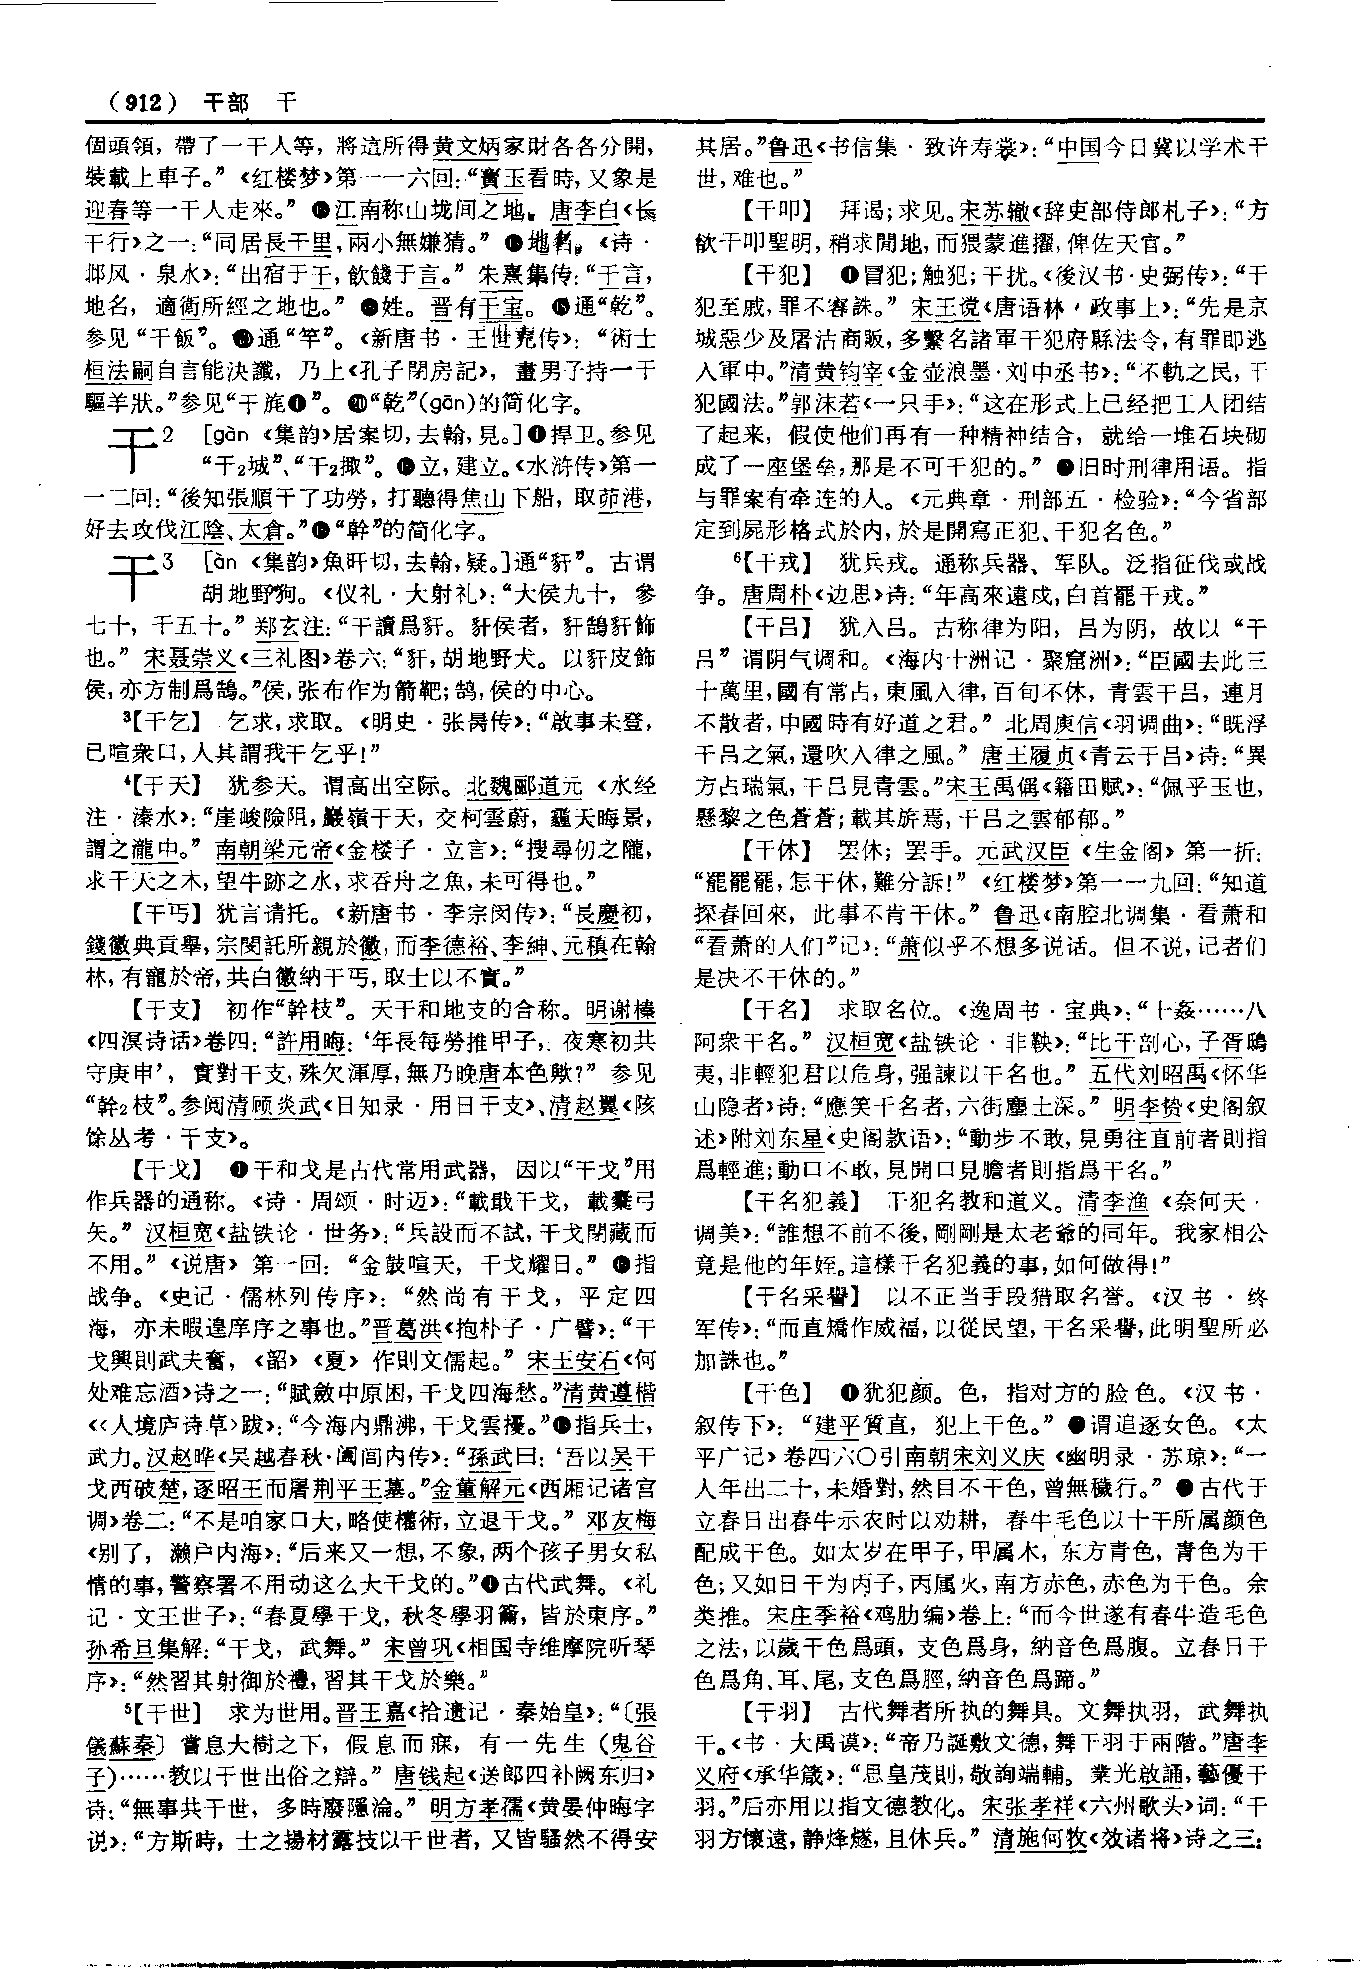 (912) 干部 干
個頭領，帶了一干人等，將這所得黄文炳家財各各分開，
裝載上車子。”《红楼梦》第一一六回：“寳玉看時，又象是
迎春等一干人走來。” 江南称山垅间之地。唐李白《长
干行》之一：“同居長干里，兩小無嫌猜。” 地名。《诗·
邶风·泉水》：“出宿于干，飲餞于言。”朱熹集传：“干言，
地名，適衛所經之地也。” 姓。晋有干宝。 通“乾”。
参见“干飯”。 通“竿”。《新唐书·王世充传》：“術士
桓法嗣自言能決讖，乃上《孔子閉房記》，畫男子持一干
驅羊狀。”参见“干旄❶”。⑳“乾”(gān)的简化字。
干2 [gàn《集韵》居案切，去翰，見。]❶捍卫。参见
“干2城”、“干2掫”。❷立，建立。《水浒传》第一
一二回：“後知張順干了功勞，打聽得焦山下船，取茆港，
好去攻伐江陰、太倉。”❸“幹”的简化字。
干3 [àn《集韵》魚旰切，去翰，疑。]通“豻”。古谓
胡地野狗。《仪礼·大射礼》：“大侯九十，參
七十，干五十。”郑玄注：“干讀爲豻。豻侯者，豻鵠豻飾
也。”宋聂崇义《三礼图》卷六：“豻，胡地野犬。以豻皮飾
侯，亦方制爲鵠。”侯，张布作为箭靶；鹄，侯的中心。
3【干乞】 乞求，求取。《明史·张昺传》：“啟事未登，
已喧衆口，人其謂我干乞乎！”
4【干天】 犹参天。谓高出空际。北魏郦道元《水经
注·溱水》：“崖峻險阻，巖嶺干天，交柯雲蔚，霾天晦景，
謂之瀧中。”南朝梁元帝《金楼子·立言》：“搜尋仞之隴，
求干天之木，望牛跡之水，求吞舟之魚，未可得也。”
【干丐】犹言请托。《新唐书·李宗闵传》：“長慶初，
錢徽典貢舉，宗閔託所親於徽，而李德裕、李紳、元稹在翰
林，有寵於帝，共白徽納干丐，取士以不實。”
【干支】 初作“幹枝”。天干和地支的合称。明谢榛
《四溟诗话》卷四：“許用晦：‘年長每勞推甲子，夜寒初共
守庚申’，實對干支，殊欠渾厚，無乃晚唐本色歟？”参见
“幹2枝”。参阅清顾炎武《日知录·用日干支》、清赵翼《陔
馀丛考·干支》。
【干戈】 ❶干和戈是古代常用武器，因以“干戈”用
作兵器的通称。《诗·周颂·时迈》：“載戢干戈，載櫜弓
矢。”汉桓宽《盐铁论·世务》：“兵設而不試，干戈閉藏而
不用。”《说唐》第一回：“金鼓喧天，干戈耀日。”❷指
战争。《史记·儒林列传序》：“然尚有干戈，平定四
海，亦未暇遑庠序之事也。”晋葛洪《抱朴子·广譬》：“干
戈興則武夫奮，《韶》《夏》作則文儒起。”宋王安石《何
处难忘酒》诗之一：“賦斂中原困，干戈四海愁。”清黄遵楷
《〈人境庐诗草〉跋》：“今海内鼎沸，干戈雲擾。”❸指兵士，
武力。汉赵晔《吴越春秋·阖闾内传》：“孫武曰：‘吾以吴干
戈西破楚，逐昭王而屠荆平王墓。”金董解元《西厢记诸宫
调》卷二：“不是咱家口大，略使權術，立退干戈。”邓友梅
《别了，濑户内海》：“后来又一想，不象，两个孩子男女私
情的事，警察署不用动这么大干戈的。”❹古代武舞。《礼
记·文王世子》：“春夏學干戈，秋冬學羽籥，皆於東序。”
孙希旦集解：“干戈，武舞。”宋曾巩《相国寺维摩院听琴
序》：“然習其射御於禮，習其干戈於樂。”
5【干世】 求为世用。晋王嘉《拾遗记·秦始皇》：“〔張
儀蘇秦〕嘗息大樹之下，假息而寐，有一先生（鬼谷
子）……教以干世出俗之辯。”唐钱起《送郎四补阙东归》
诗：“無事共干世，多時廢隱淪。”明方孝孺《黄晏仲晦字
说》：“方斯時，士之揚材露技以干世者，又皆騷然不得安
其居。”鲁迅《书信集·致许寿裳》：“中国今日冀以学术干
世，难也。”
【干叩】 拜谒；求见。宋苏辙《辞吏部侍郎札子》：“方
欲干叩聖明，稍求閒地，而猥蒙進擢，俾佐天官。”
【干犯】 ❶冒犯；触犯；干扰。《後汉书·史弼传》：“干
犯至戚，罪不容誅。”宋王谠《唐语林·政事上》：“先是京
城惡少及屠沽商販，多繫名諸軍干犯府縣法令，有罪即逃
入軍中。”清黄钧宰《金壶浪墨·刘中丞书》：“不軌之民，干
犯國法。”郭沫若《一只手》：“这在形式上已经把工人团结
了起来，假使他们再有一种精神结合，就给一堆石块砌
成了一座堡垒，那是不可干犯的。”❷旧时刑律用语。指
与罪案有牵连的人。《元典章·刑部五·检验》：“今省部
定到屍形格式於内，於是開寫正犯、干犯名色。”
6【干戎】 犹兵戎。通称兵器、军队。泛指征伐或战
争。唐周朴《边思》诗：“年高來遠戍，白首罷干戎。”
【干吕】 犹入吕。古称律为阳，吕为阴，故以“干
吕”谓阴气调和。《海内十洲记·聚窟洲》：“臣國去此三
十萬里，國有常占，東風入律，百旬不休，青雲干吕，連月
不散者，中國時有好道之君。”北周庾信《羽调曲》：“既浮
干吕之氣，還吹入律之風。”唐王履贞《青云干吕》诗：“異
方占瑞氣，干吕見青雲。”宋王禹偁《籍田赋》：“佩乎玉也，
懸黎之色蒼蒼；載其旂焉，干吕之雲郁郁。”
【干休】 罢休；罢手。元武汉臣《生金阁》第一折：
“罷罷罷，怎干休，難分訴！”《红楼梦》第一一九回：“知道
探春回來，此事不肯干休。”鲁迅《南腔北调集·看萧和
“看萧的人们”记》：“萧似乎不想多说话。但不说，记者们
是决不干休的。”
【干名】 求取名位。《逸周书·宝典》：“十姦……八
阿衆干名。”汉桓宽《盐铁论·非鞅》：“比干剖心，子胥鴟
夷，非輕犯君以危身，强諫以干名也。”五代刘昭禹《怀华
山隐者》诗：“應笑干名者，六街塵土深。”明李贽《史阁叙
述》附刘东星《史阁款语》：“動步不敢，見勇往直前者則指
爲輕進；動口不敢，見開口見膽者則指爲干名。”
【干名犯義】 干犯名教和道义。清李渔《奈何天·
调美》：“誰想不前不後，剛剛是太老爺的同年。我家相公
竟是他的年姪。這樣干名犯義的事，如何做得！”
【干名采譽】 以不正当手段猎取名誉。《汉书·终
军传》：“而直矯作威福，以從民望，干名采譽，此明聖所必
加誅也。”
【干色】 ❶犹犯颜。色，指对方的脸色。《汉书·
叙传下》：“建平質直，犯上干色。”❷谓追逐女色。《太
平广记》卷四六〇引南朝宋刘义庆《幽明录·苏琼》：“一
人年出二十，未婚對，然目不干色，曾無穢行。”❸古代于
立春日出春牛示农时以劝耕，春牛毛色以十干所属颜色
配成干色。如太岁在甲子，甲属木，东方青色，青色为干
色；又如日干为丙子，丙属火，南方赤色，赤色为干色。余
类推。宋庄季裕《鸡肋编》卷上：“而今世遂有春牛造毛色
之法，以歲干色爲頭，支色爲身，納音色爲腹。立春日干
色爲角、耳、尾，支色爲脛，納音色爲蹄。”
【干羽】 古代舞者所执的舞具。文舞执羽，武舞执
干。《书·大禹谟》：“帝乃誕敷文德，舞干羽于兩階。”唐李
义府《承华箴》：“思皇茂則，敬詢端輔。業光啟誦，藝優干
羽。”后亦用以指文德教化。宋张孝祥《六州歌头》词：“干
羽方懷遠，静烽燧，且休兵。”清施何牧《效诸将》诗之三：